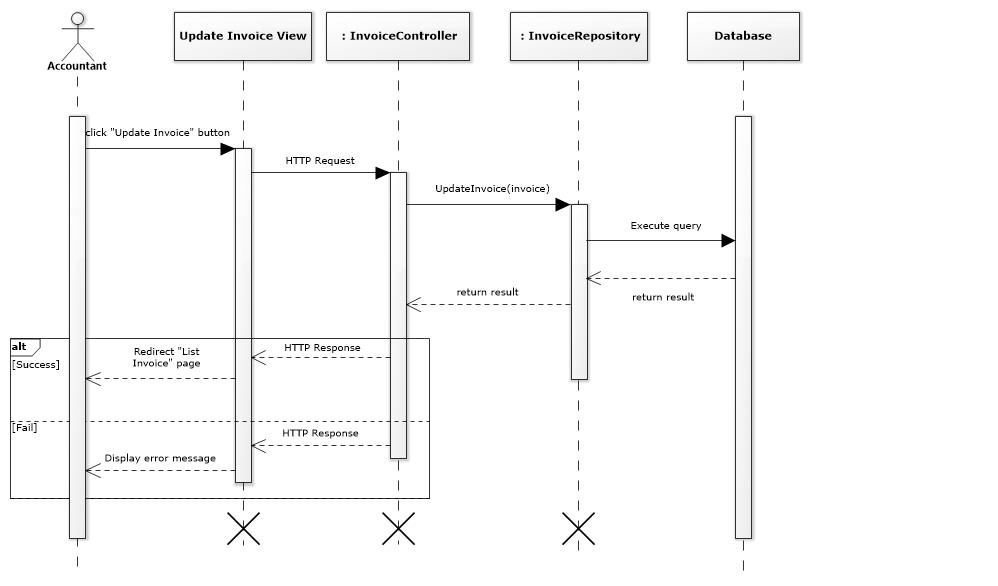 Accountant
Update Invoice View
: InvoiceController
: InvoiceRepository
Database
click "Update Invoice" button
HTTP Request
UpdateInvoice(invoice)
Execute query
return result
return result
alt
[Success]
HTTP Response
Redirect "List
Invoice" page
[Fail]
HTTP Response
Display error message